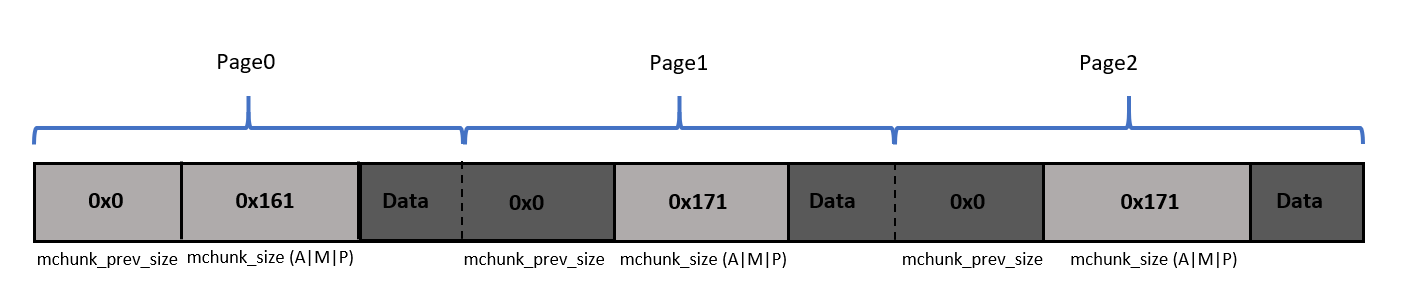 Page0 Page1 Page2
0x0 0x161 Data 0x0 0x171 Data 0x0 0x171 Data
mchunk_prev_size mchunk_size (A|M|P) mchunk_prev_size mchunk_size (A|M|P) mchunk_prev_size mchunk_size (A|M|P)